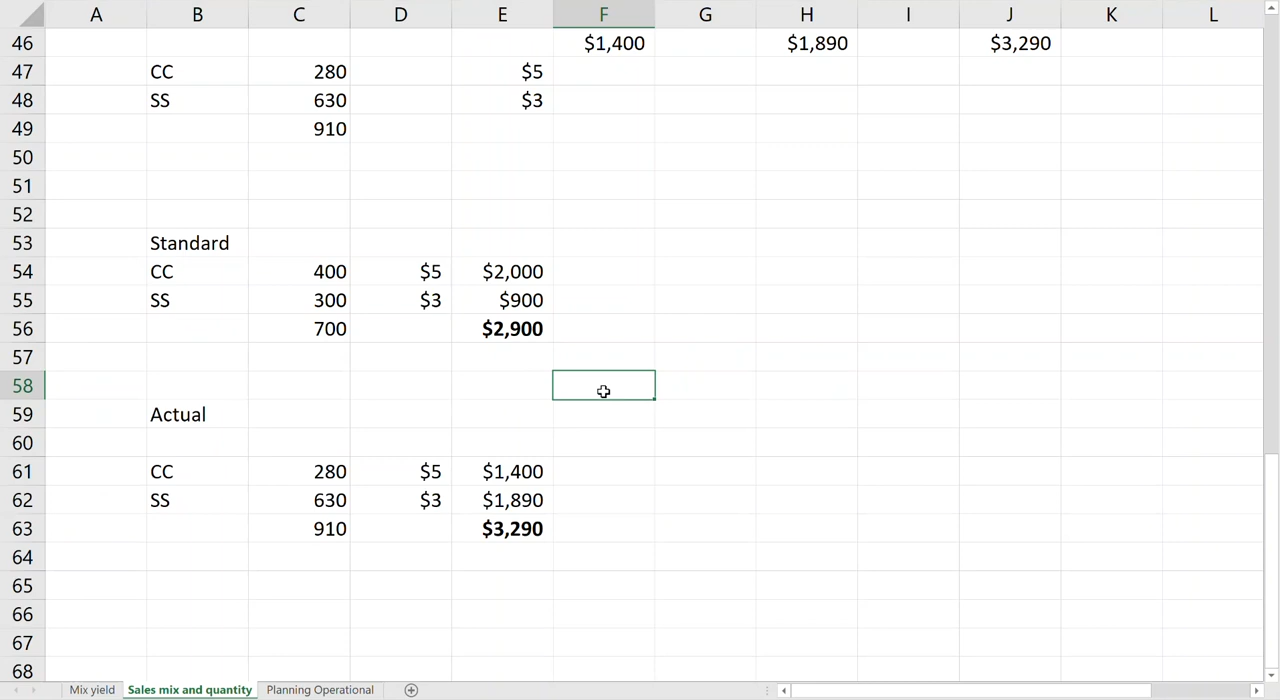 A B C D E F G H I J K L
46 $1,400 $1,890 $3,290
47 CC 280 $5
48 SS 630 $3
49 910
50
51
52
53 Standard
54 CC 400 $5 $2,000
55 SS 300 $3 $900
56 700 $2,900
57
58
59 Actual
60
61 CC 280 $5 $1,400
62 SS 630 $3 $1,890
63 910 $3,290
64
65
66
67
68
Mix yield Sales mix and quantity Planning Operational